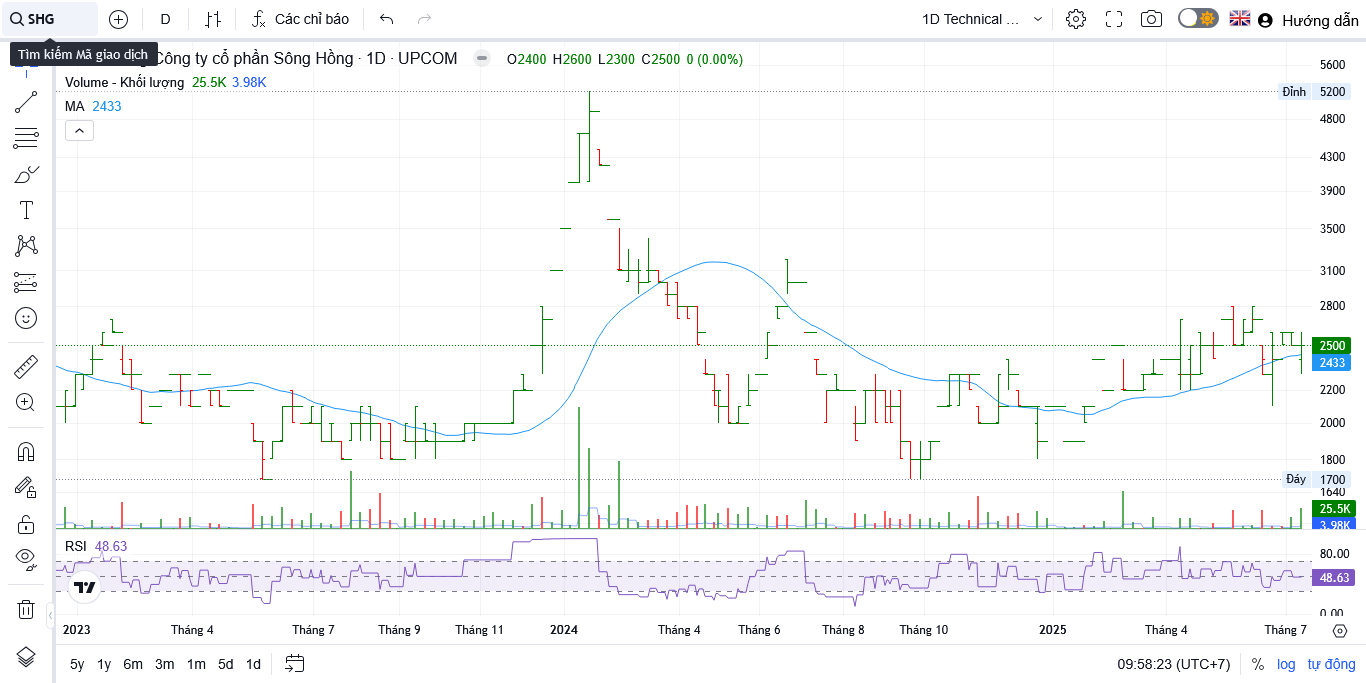 SHG
D
Các chỉ báo
1D Technical ...
Hướng dẫn
Tìm kiếm Mã giao dịch
Công ty cổ phần Sông Hồng · 1D · UPCOM
O2400 H2600 L2300 C2500 0 (0.00%)
Volume - Khối lượng 25.5K 3.98K
MA 2433
5600
Đỉnh 5200
4800
4300
3900
3500
3100
2800
2500
2433
2200
2000
1800
Đáy 1700
1640
25.5K
3.98K
RSI 48.63
80.00
48.63
0.00
2023 Tháng 4 Tháng 7 Tháng 9 Tháng 11 2024 Tháng 4 Tháng 6 Tháng 8 Tháng 10 2025 Tháng 4 Tháng 7
5y 1y 6m 3m 1m 5d 1d
09:58:23 (UTC+7) % log tự động